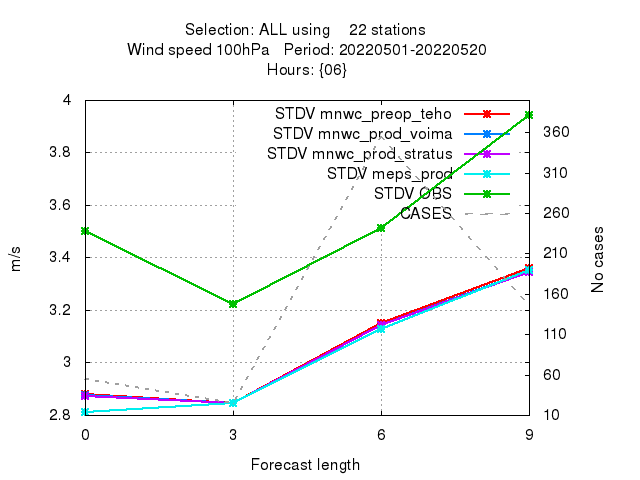 Selection: ALL using 22 stations
Wind speed 100hPa Period: 20220501-20220520
Hours: {06}
STDV mnwc_preop_teho
STDV mnwc_prod_voima
STDV mnwc_prod_stratus
STDV meps_prod
STDV OBS
CASES
4
3.8
3.6
3.4
3.2
3
2.8
m/s
360
310
260
210
160
110
60
10
No cases
0 3 6 9
Forecast length